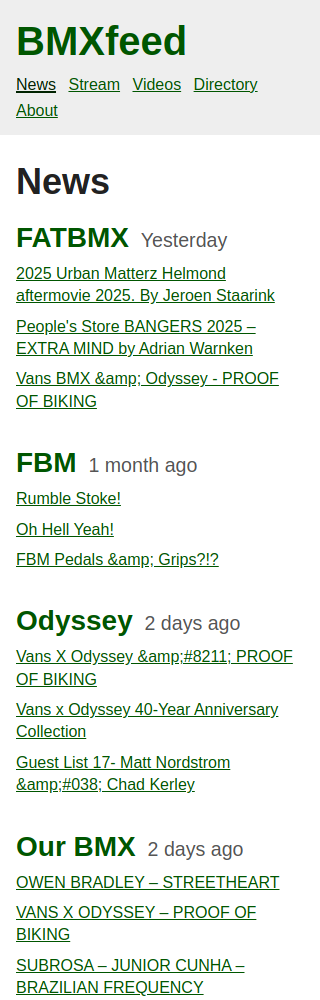 BMXfeed
News Stream Videos Directory
About
News
FATBMX Yesterday
2025 Urban Matterz Helmond
aftermovie 2025. By Jeroen Staarink
People's Store BANGERS 2025 –
EXTRA MIND by Adrian Warnken
Vans BMX &amp; Odyssey - PROOF
OF BIKING
FBM 1 month ago
Rumble Stoke!
Oh Hell Yeah!
FBM Pedals &amp; Grips?!?
Odyssey 2 days ago
Vans X Odyssey &amp;#8211; PROOF
OF BIKING
Vans x Odyssey 40-Year Anniversary
Collection
Guest List 17- Matt Nordstrom
&amp;#038; Chad Kerley
Our BMX 2 days ago
OWEN BRADLEY – STREETHEART
VANS X ODYSSEY – PROOF OF
BIKING
SUBROSA – JUNIOR CUNHA –
BRAZILIAN FREQUENCY